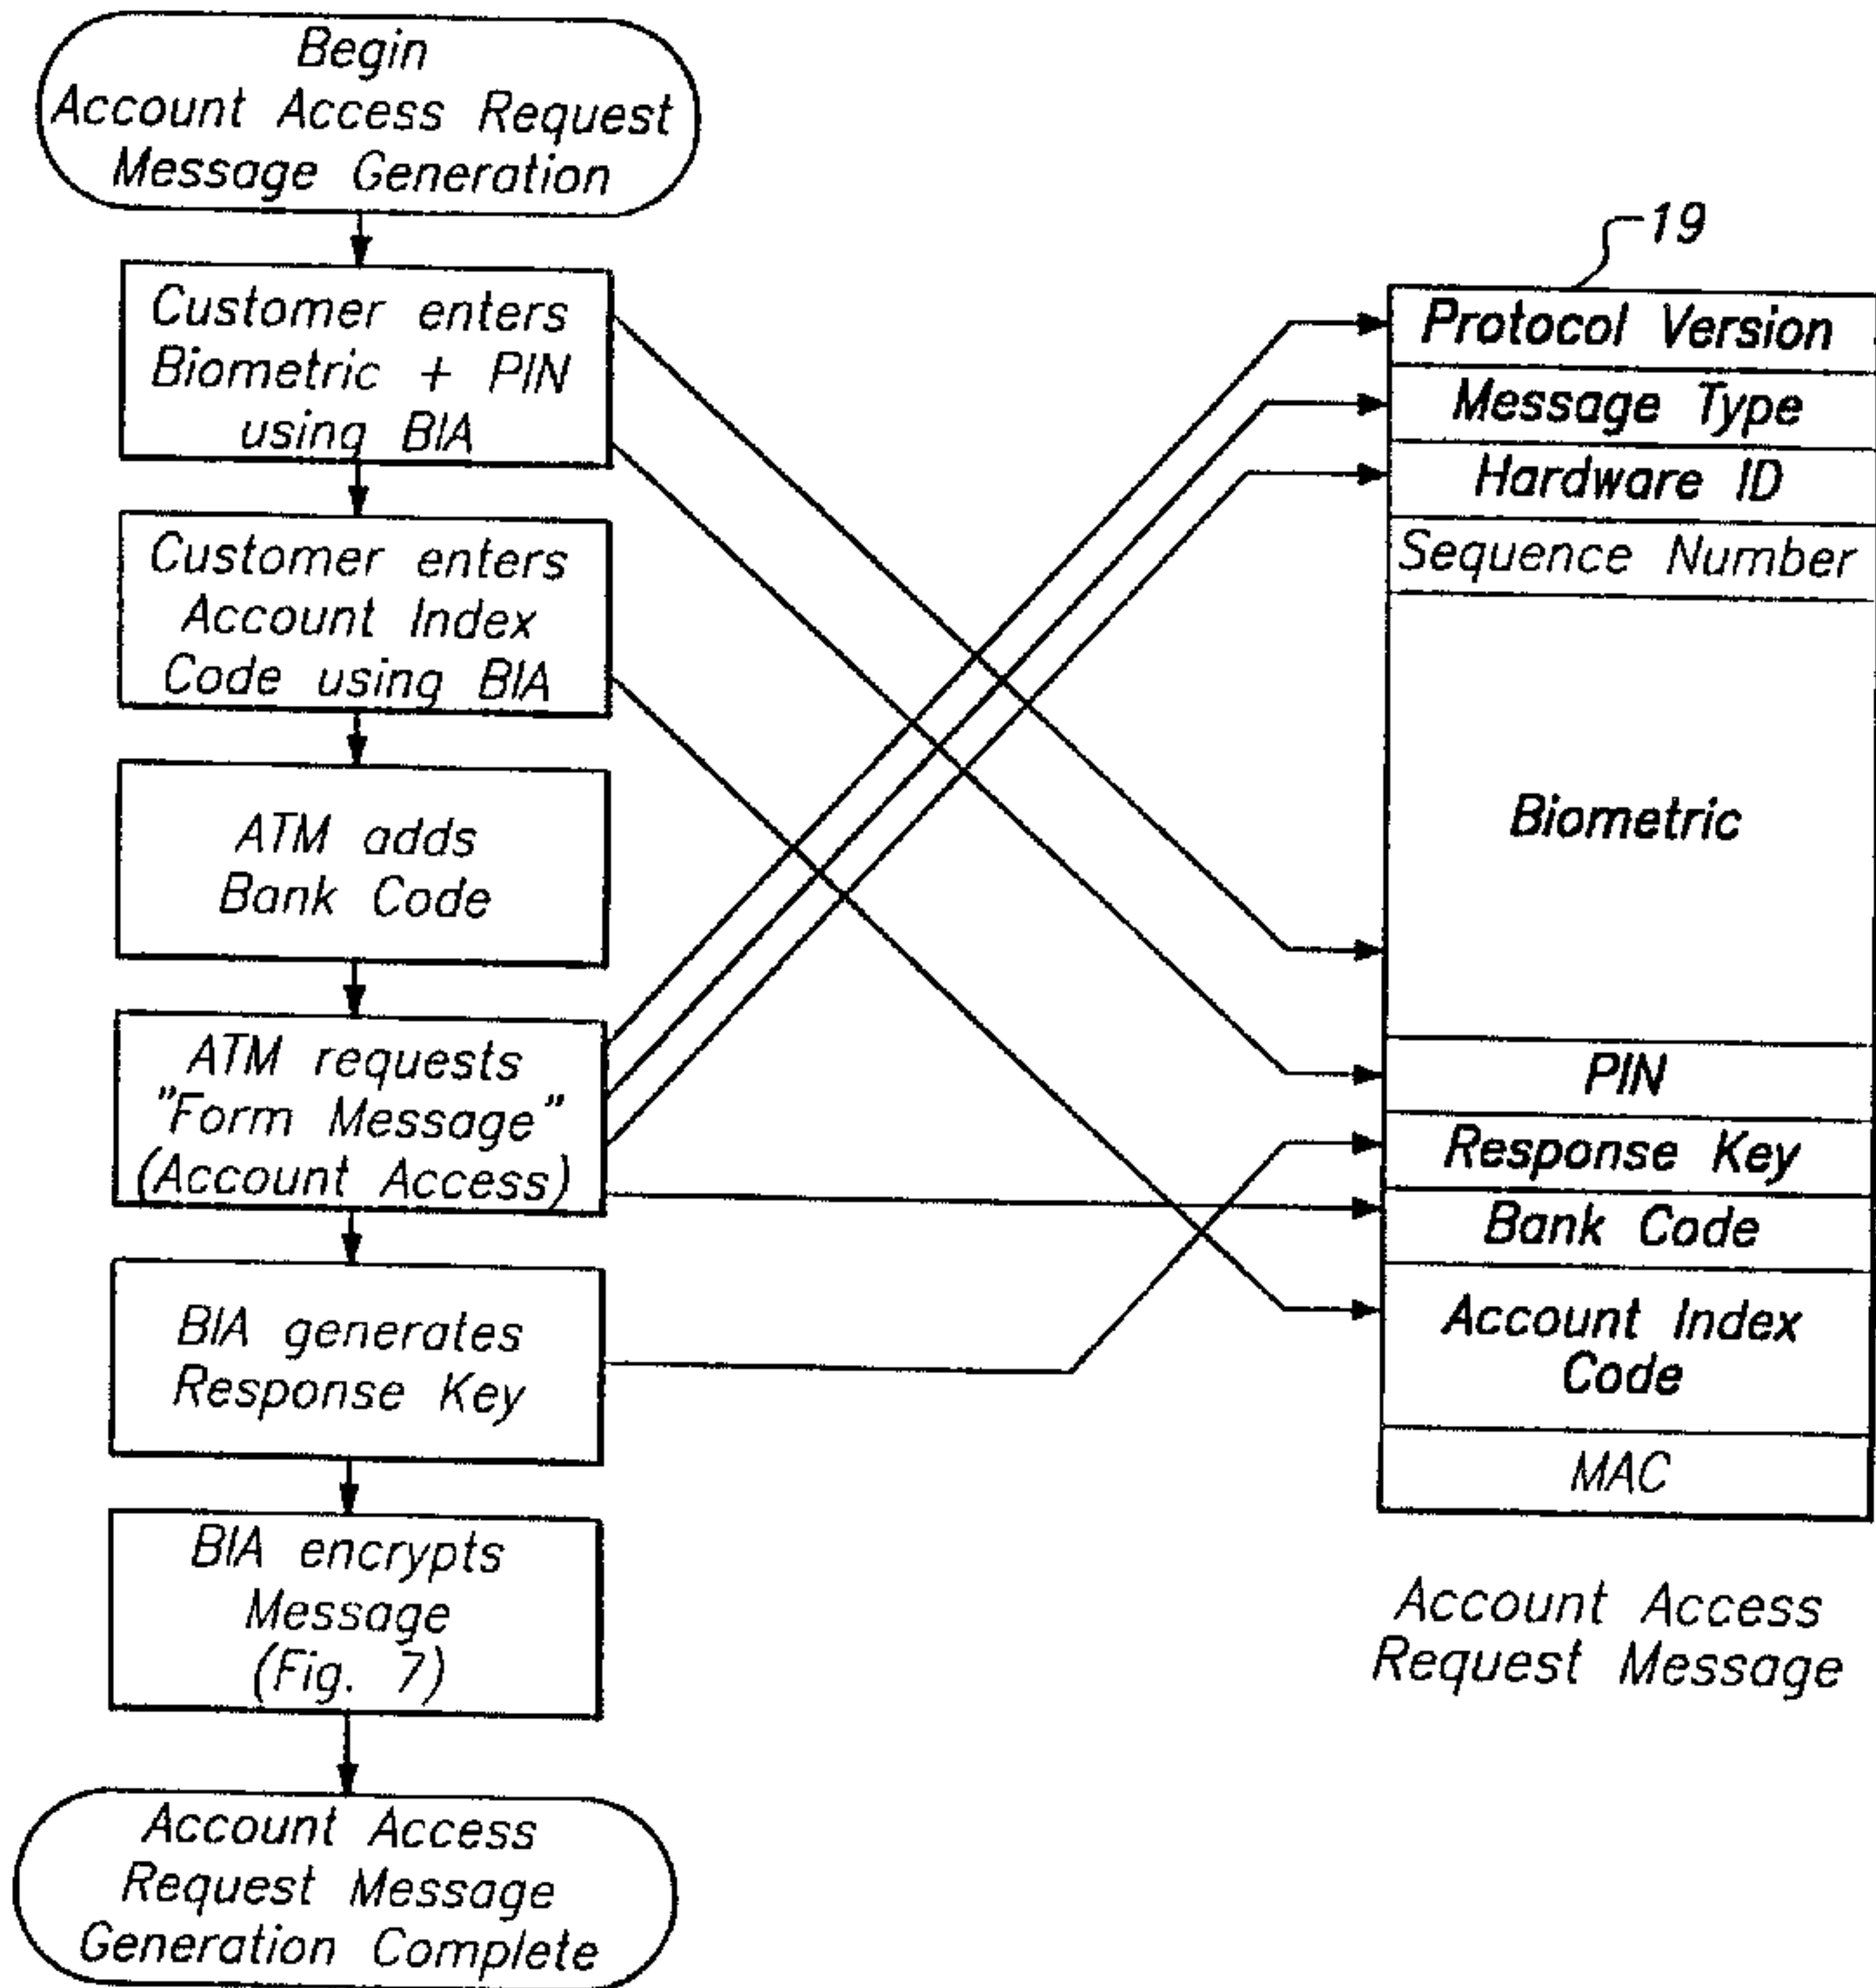 Begin
Account Access Request
Message Generation
Customer enters
Biometric + PIN
using BIA
Customer enters
Account Index
Code using BIA
ATM adds
Bank Code
ATM requests
"Form Message"
(Account Access)
BIA generates
Response Key
BIA encrypts
Message
(Fig. 7)
Account Access
Request Message
Generation Complete
19
Protocol Version
Message Type
Hardware ID
Sequence Number
Biometric
PIN
Response Key
Bank Code
Account Index
Code
MAC
Account Access
Request Message